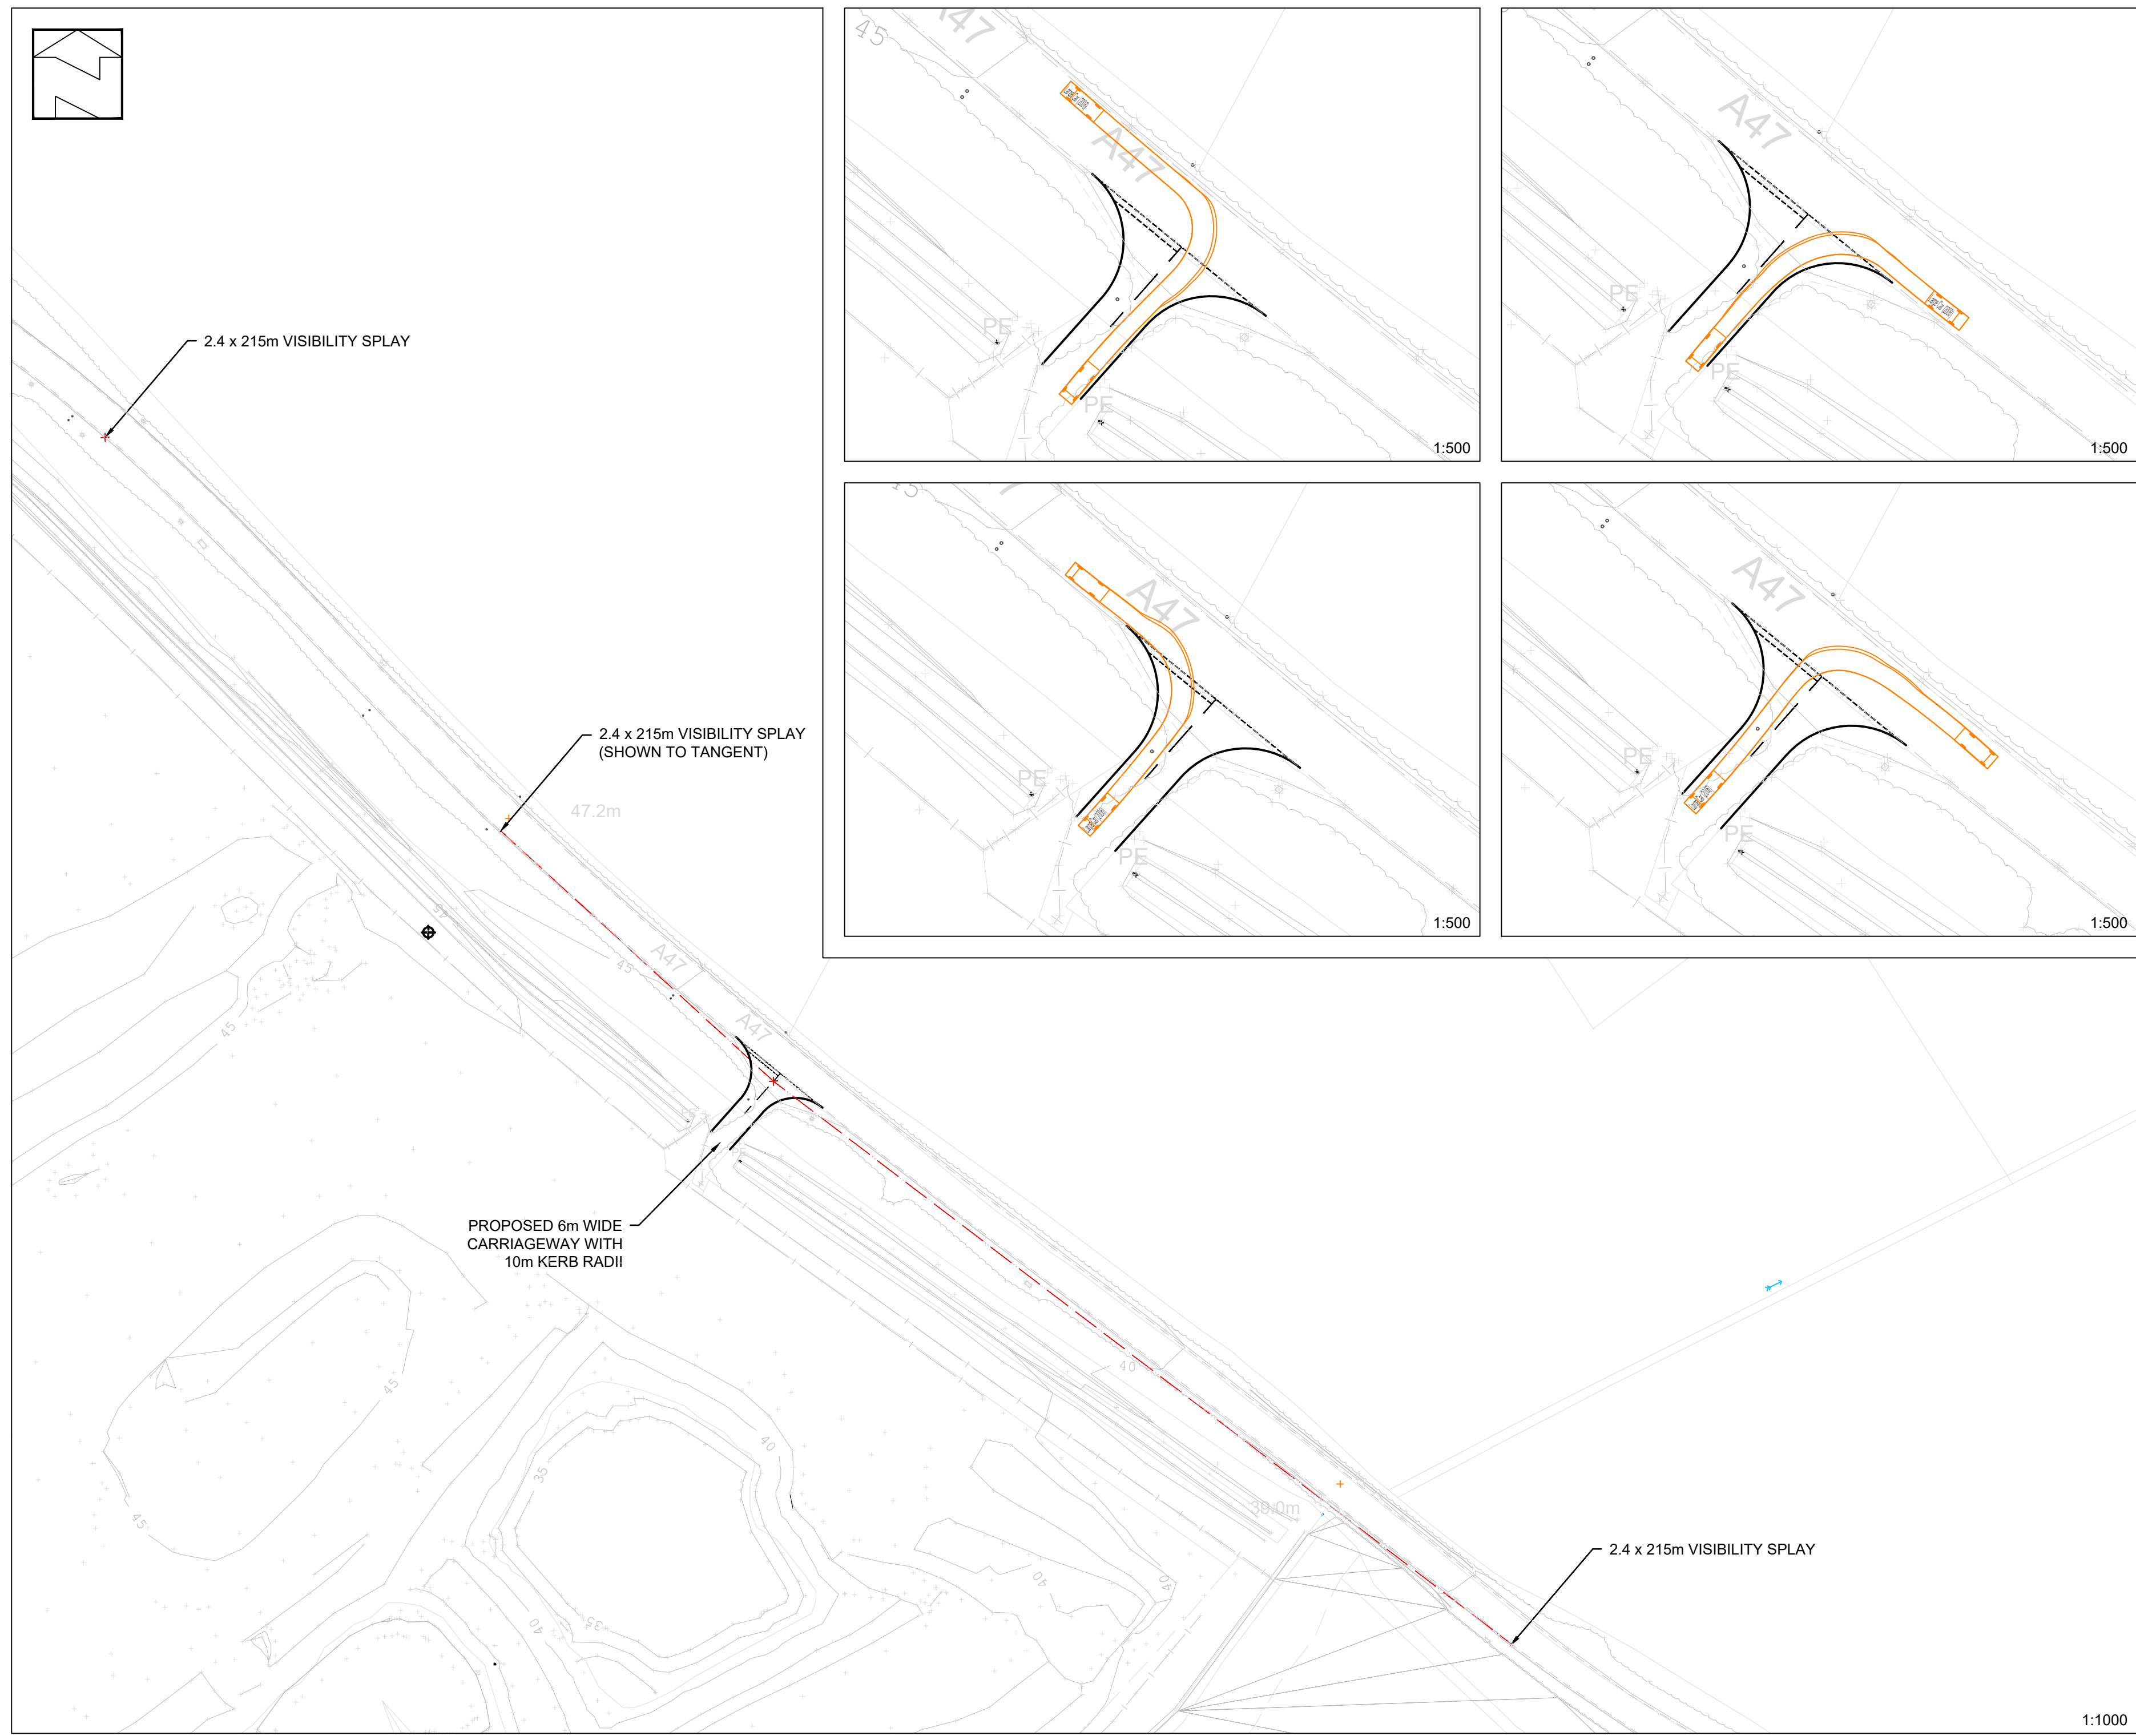 A47
45
A47
PE
PE
1:500
A47
PE
PE
1:500
A47
PE
PE
1:500
A47
PE
PE
1:500
2.4 x 215m VISIBILITY SPLAY
2.4 x 215m VISIBILITY SPLAY
(SHOWN TO TANGENT)
47.2m
45
A47
45
A47
45
PROPOSED 6m WIDE
CARRIAGEWAY WITH
10m KERB RADII
40
45
40
35
45
39.0m
2.4 x 215m VISIBILITY SPLAY
40
40
40
35
1:1000